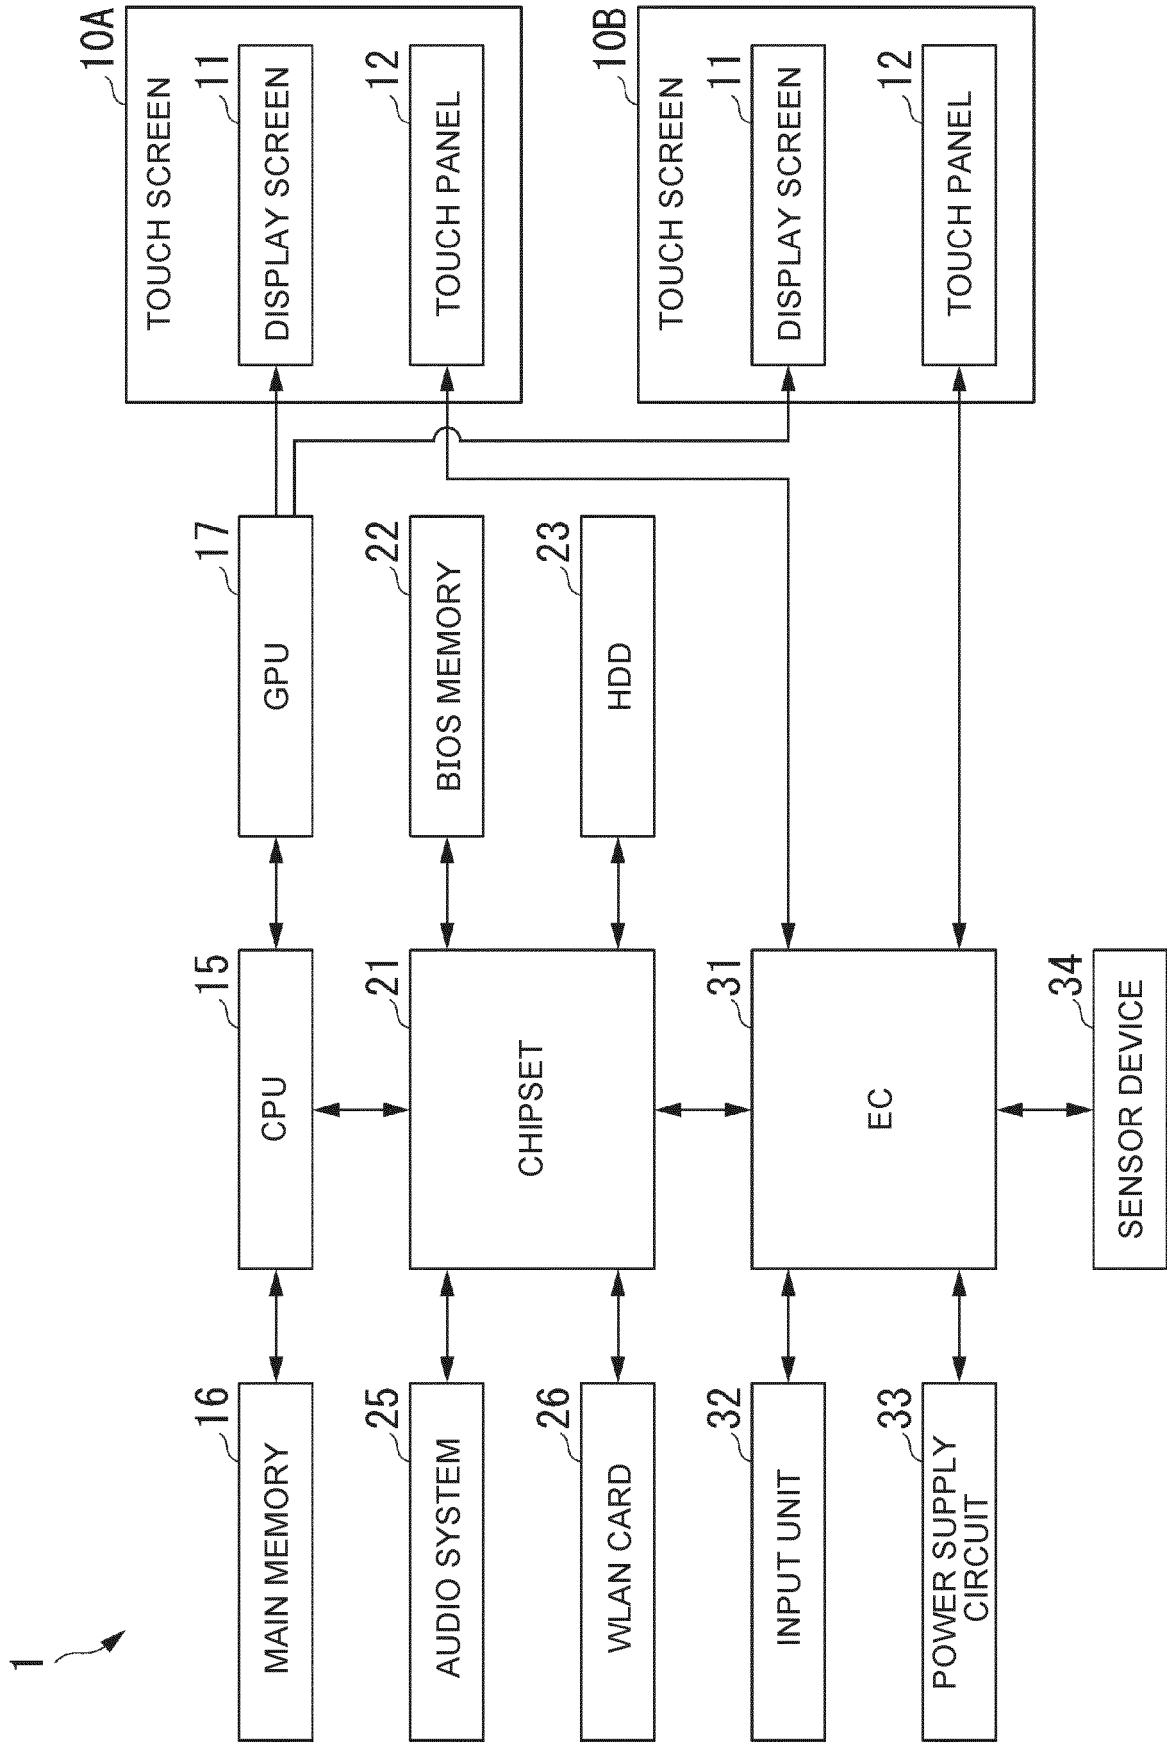 1
16
MAIN MEMORY
15
CPU
17
GPU
10A
TOUCH SCREEN
11
DISPLAY SCREEN
12
TOUCH PANEL
25
AUDIO SYSTEM
26
WLAN CARD
21
CHIPSET
22
BIOS MEMORY
23
HDD
10B
TOUCH SCREEN
11
DISPLAY SCREEN
12
TOUCH PANEL
32
INPUT UNIT
33
POWER SUPPLY
CIRCUIT
31
EC
34
SENSOR DEVICE